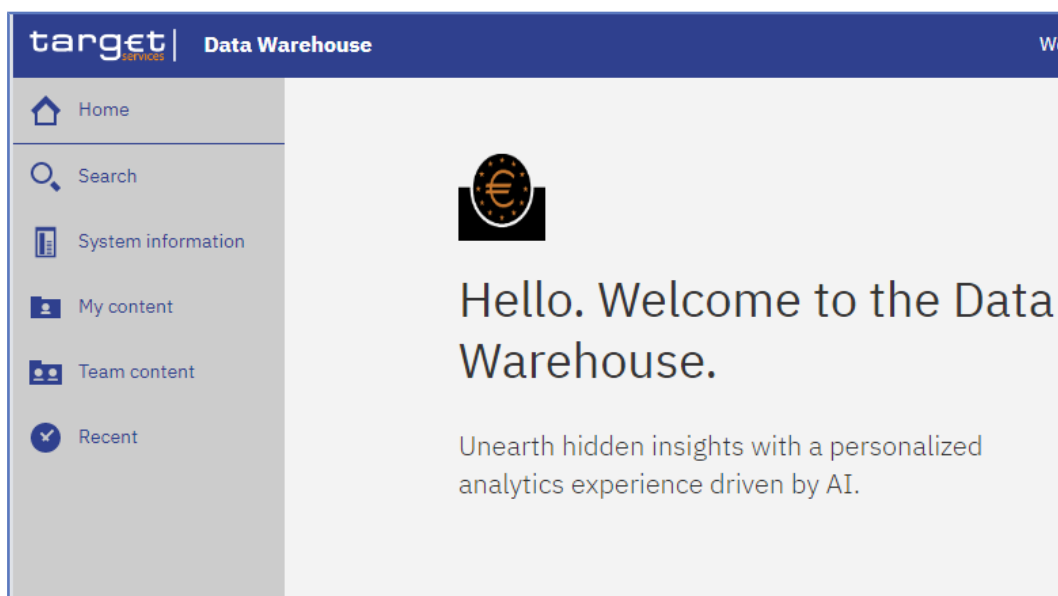 target services | Data Warehouse
Home
Search
System information
My content
Team content
Recent
Hello. Welcome to the Data
Warehouse.
Unearth hidden insights with a personalized
analytics experience driven by AI.